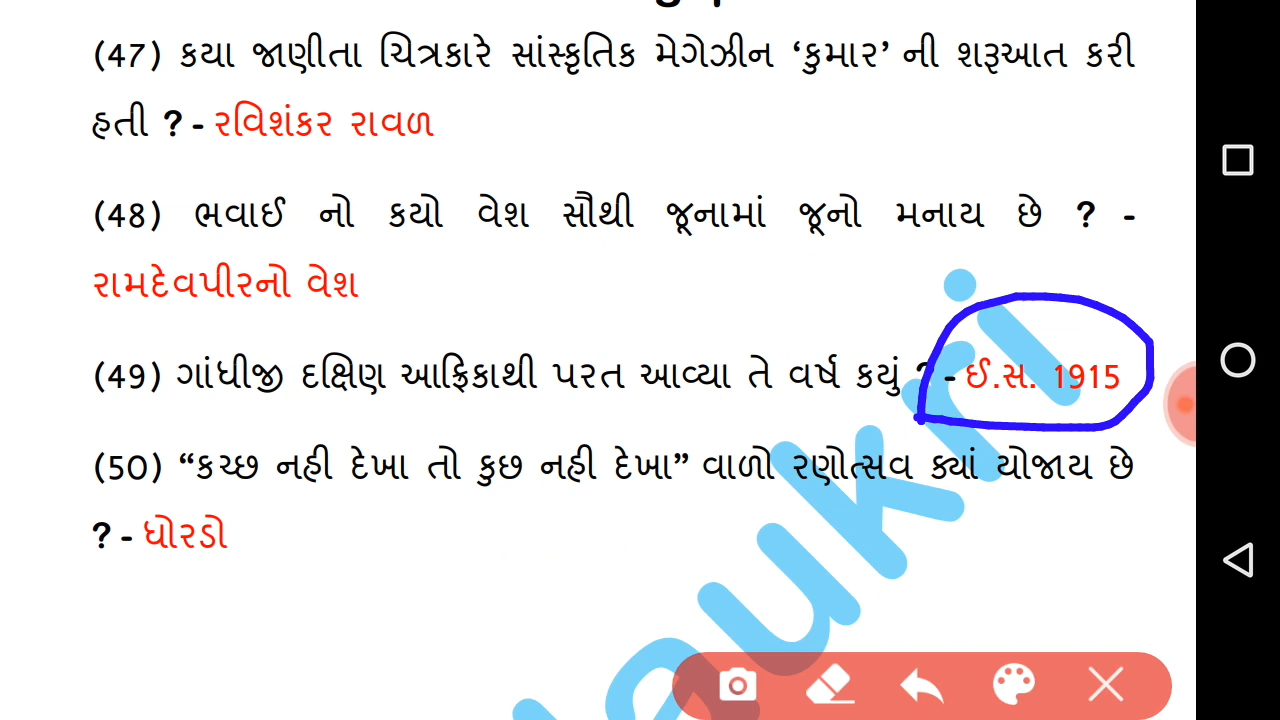 (47) કયા જાણીતા ચિત્રકારે સાંસ્કૃતિક મેગેઝીન ‘કુમાર’ ની શરૂઆત કરી
હતી ? - રવિશંકર રાવળ
(48) ભવાઈ નો કયો વેશ સૌથી જૂનામાં જૂનો મનાય છે ? -
રામદેવપીરનો વેશ
(49) ગાંધીજી દક્ષિણ આફ્રિકાથી પરત આવ્યા તે વર્ષ કયું ? - ઈ.સ. 1915
(50) “કચ્છ નહી દેખા તો કુછ નહી દેખા” વાળો રણોત્સવ ક્યાં યોજાય છે
? - ધોરડો